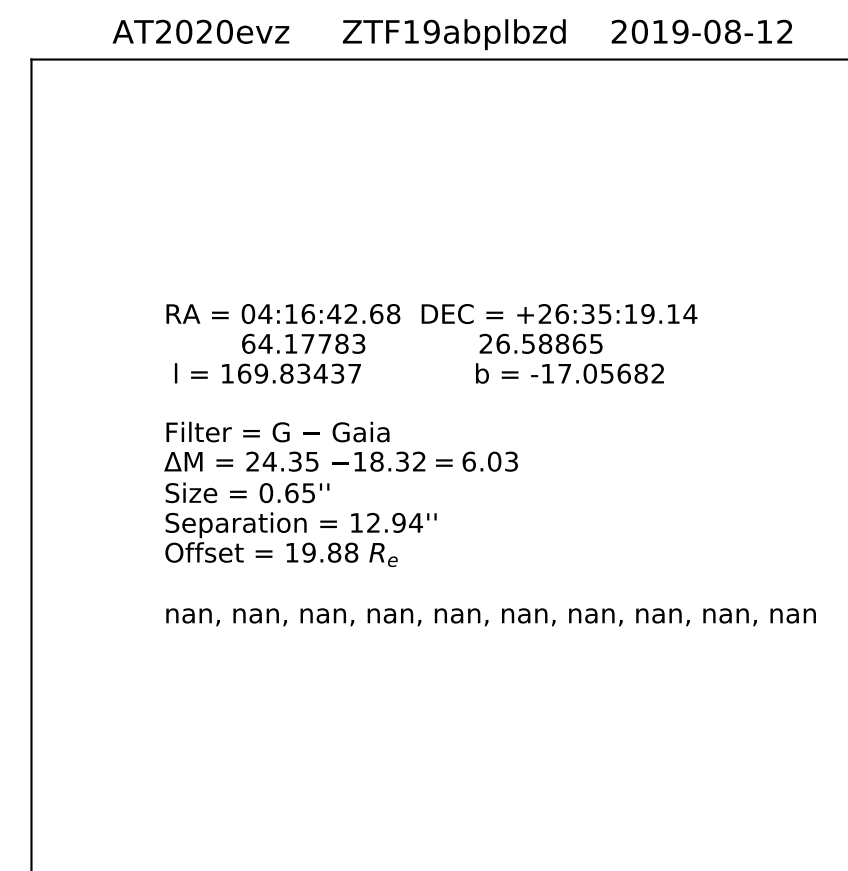 AT2020evz ZTF19abplbzd 2019-08-12
RA = 04:16:42.68 DEC = +26:35:19.14
64.17783 26.58865
l = 169.83437 b = -17.05682
Filter = G − Gaia
ΔM = 24.35 −18.32 = 6.03
Size = 0.65''
Separation = 12.94''
Offset = 19.88 Re
nan, nan, nan, nan, nan, nan, nan, nan, nan, nan